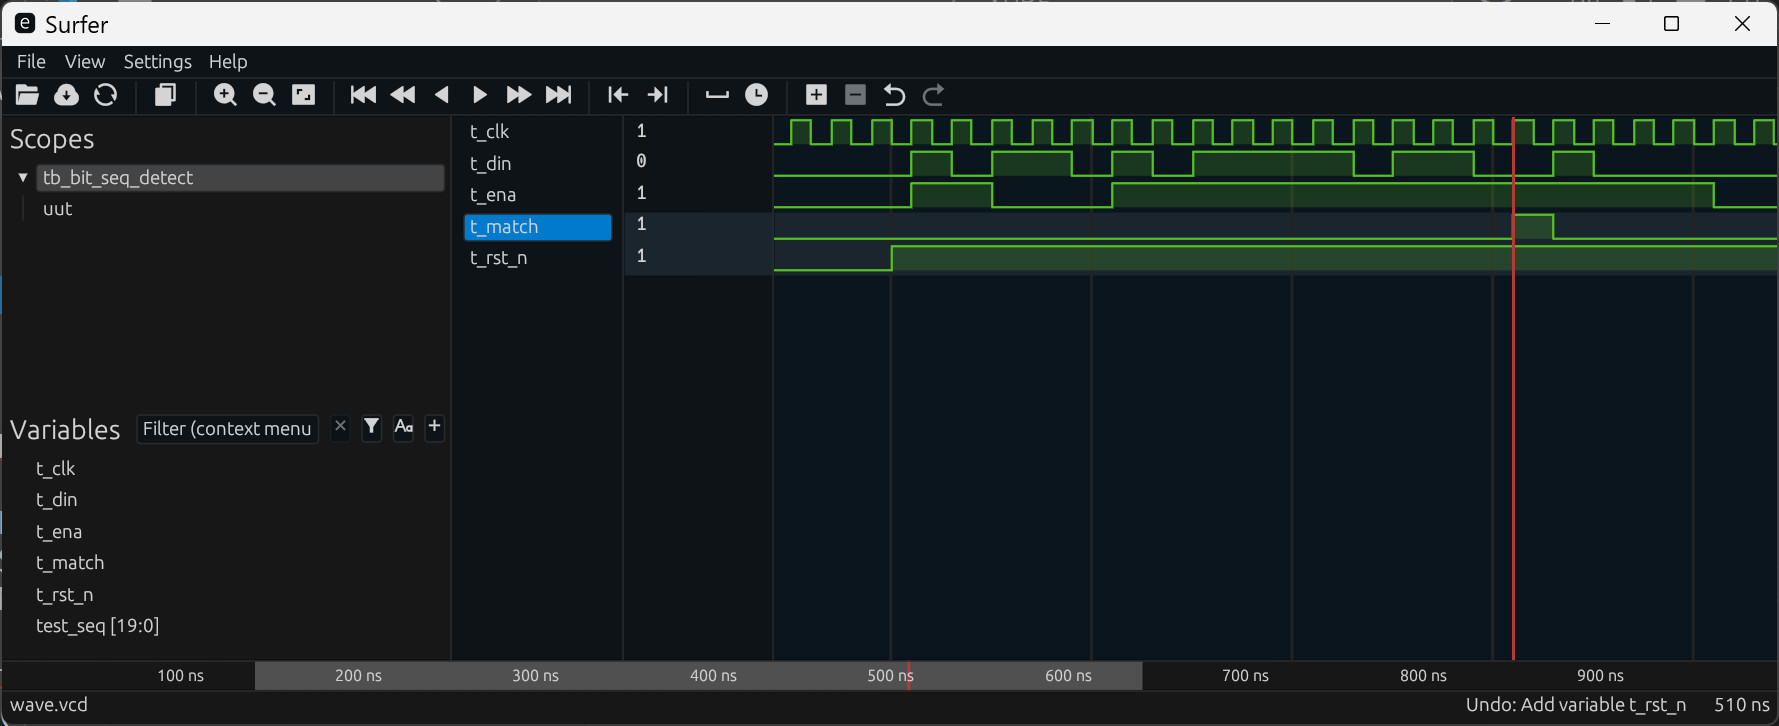 Surfer
File View Settings Help
Scopes
tb_bit_seq_detect
uut
t_clk 1
t_din 0
t_ena 1
t_match 1
t_rst_n 1
Variables Filter (context menu Aa
t_clk
t_din
t_ena
t_match
t_rst_n
test_seq [19:0]
100 ns 200 ns 300 ns 400 ns 500 ns 600 ns 700 ns 800 ns 900 ns
wave.vcd Undo: Add variable t_rst_n 510 ns